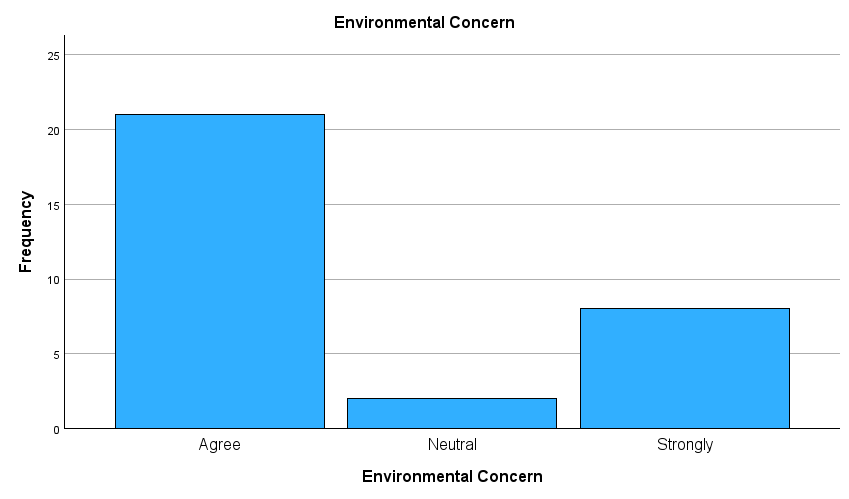 Environmental Concern
Frequency
25
20
15
10
5
0
Agree
Neutral
Strongly
Environmental Concern